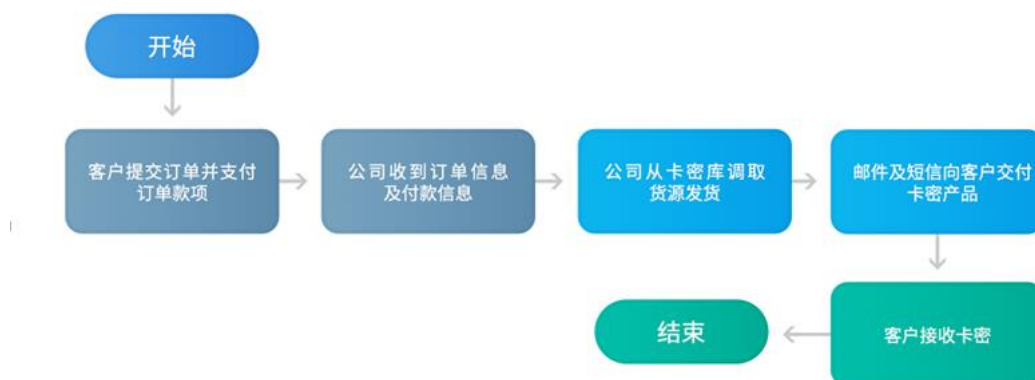 开始
客户提交订单并支付
订单款项
公司收到订单信息
及付款信息
公司从卡密库调取
货源发货
邮件及短信向客户交付
卡密产品
客户接收卡密
结束